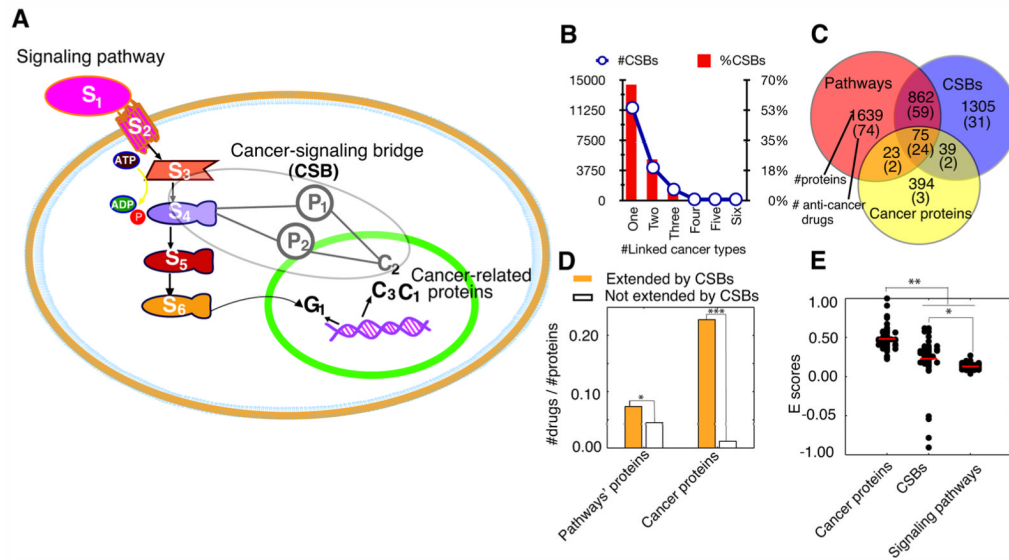 A
Signaling pathway
S1
S2
ATP
S3
ADP
P
S4
S5
S6
Cancer-signaling bridge
(CSB)
P1
P2
C2
Cancer-related
C3 C1 proteins
G1
B
#CSBs
%CSBs
15000
11250
7500
3750
0
70%
53%
35%
18%
0%
One
Two
Three
Four
Five
Six
#Linked cancer types
C
Pathways
CSBs
862
(59)
1305
(31)
1639
(74)
75
(24)
23
(2)
39
(2)
394
(3)
#proteins
# anti-cancer
drugs
Cancer proteins
D
Extended by CSBs
Not extended by CSBs
#drugs / #proteins
0.20
0.10
0.00
*
***
Pathways' proteins
Cancer proteins
E
**
*
E scores
1.00
0.50
0.00
-0.05
-1.00
Cancer proteins
CSBs
Signaling pathways